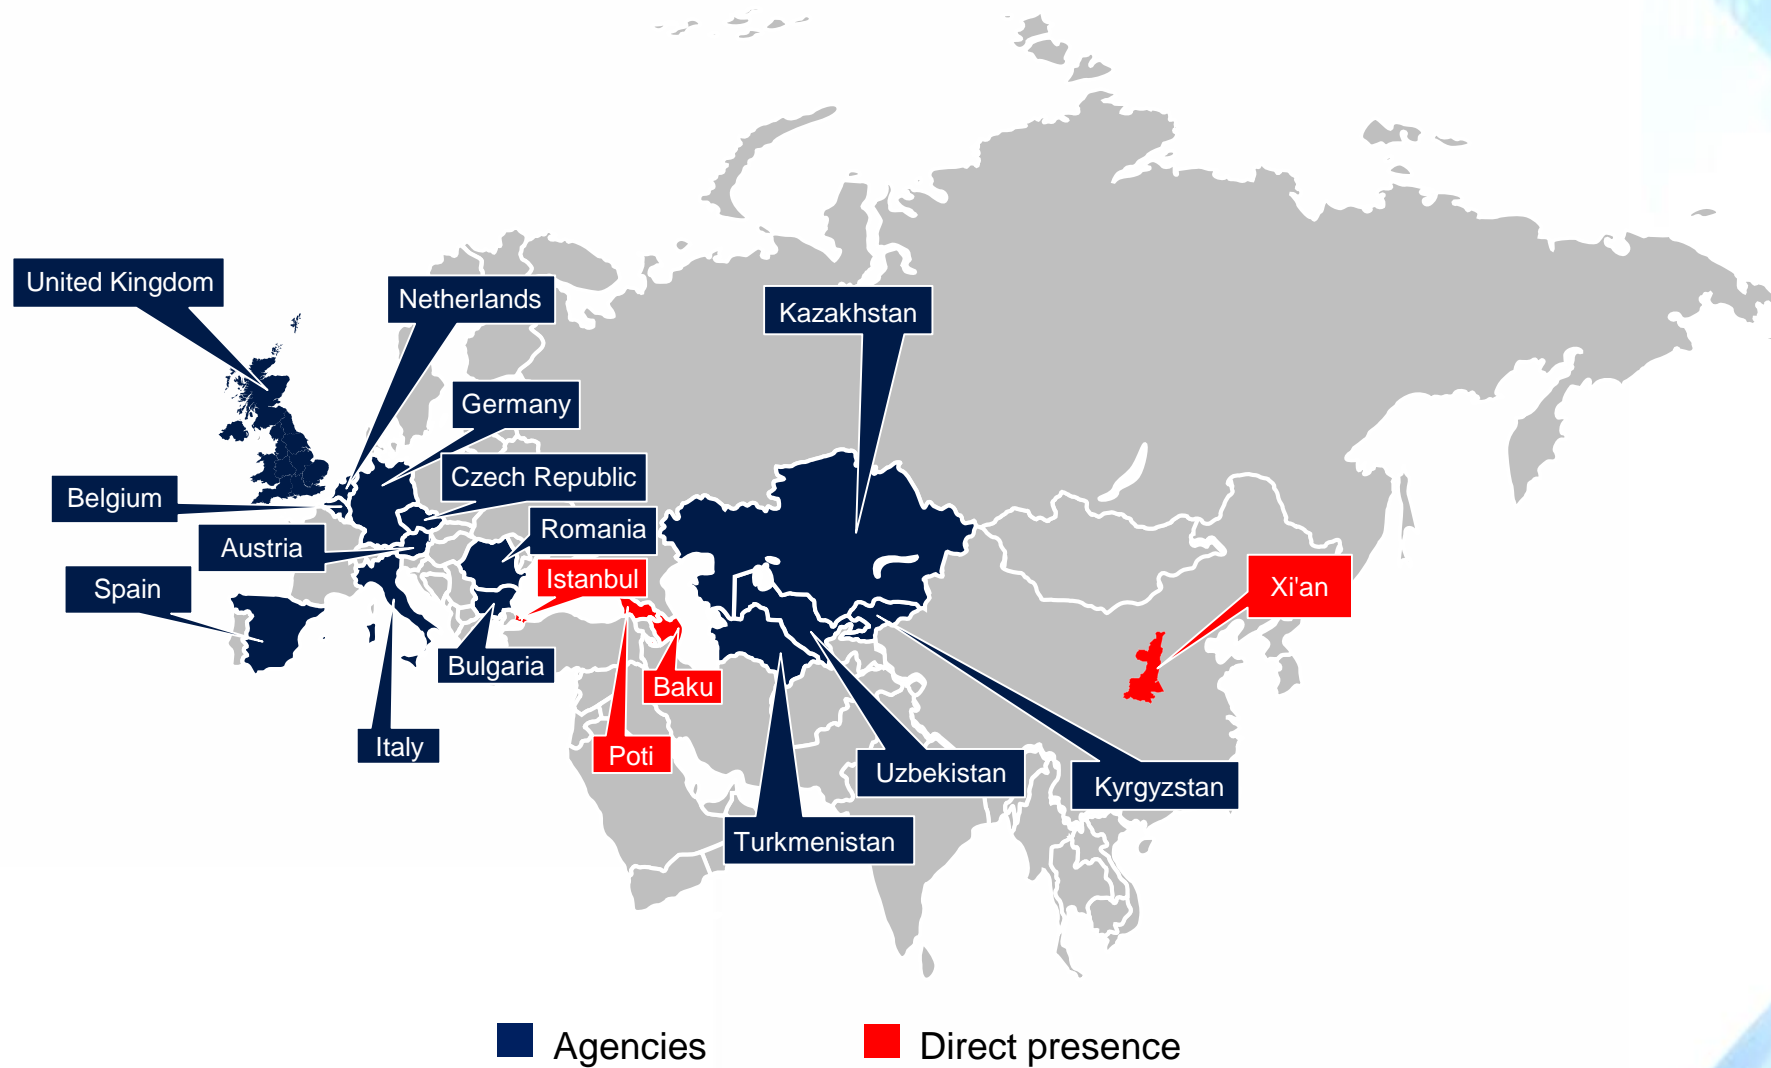 United Kingdom
Netherlands
Kazakhstan
Germany
Czech Republic
Belgium
Romania
Austria
Istanbul
Spain
Xi'an
Bulgaria
Baku
Italy
Poti
Uzbekistan
Kyrgyzstan
Turkmenistan
Agencies
Direct presence